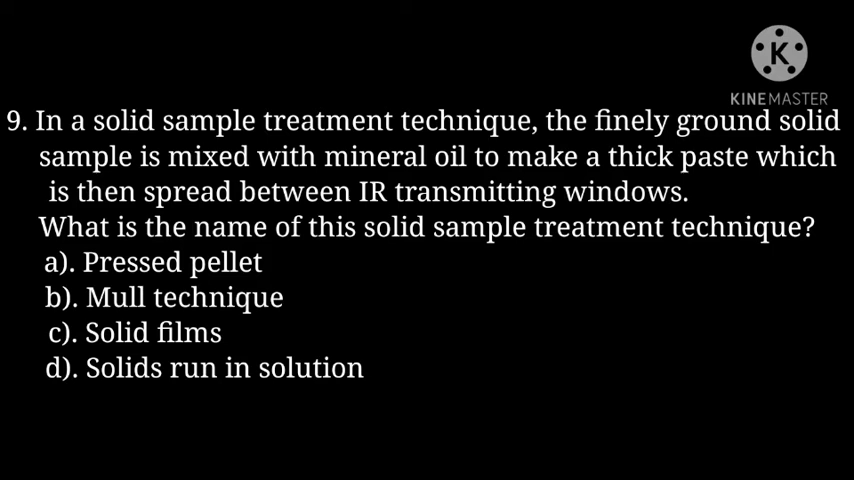 K
KINEMASTER
9. In a solid sample treatment technique, the finely ground solid
sample is mixed with mineral oil to make a thick paste which
is then spread between IR transmitting windows.
What is the name of this solid sample treatment technique?
a). Pressed pellet
b). Mull technique
c). Solid films
d). Solids run in solution